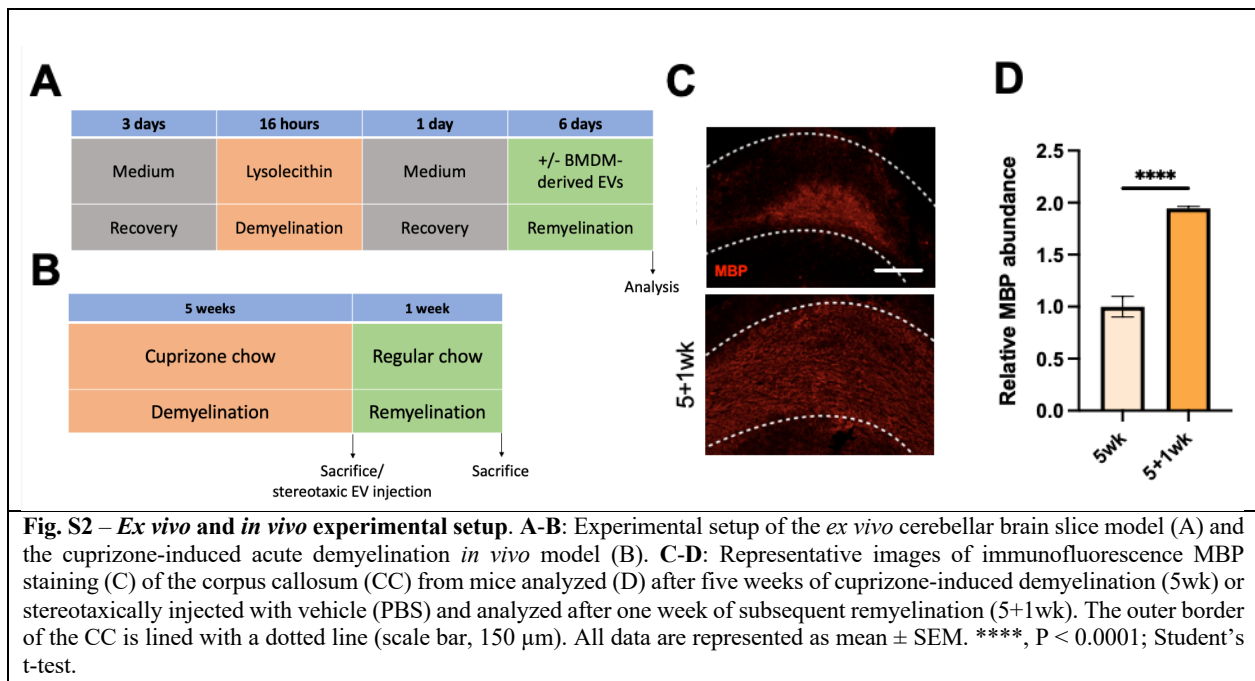 A
3 days 16 hours 1 day 6 days
Medium Lysolecithin Medium +/- BMDM-
derived EVs
Recovery Demyelination Recovery Remyelination
Analysis
B
5 weeks 1 week
Cuprizone chow Regular chow
Demyelination Remyelination
Sacrifice/
stereotaxic EV injection
Sacrifice
C
MBP
5+1wk
D
Relative MBP abundance
2.5
2.0
1.5
1.0
0.5
0.0
****
5wk
5+1wk
Fig. S2 – Ex vivo and in vivo experimental setup. A-B: Experimental setup of the ex vivo cerebellar brain slice model (A) and
the cuprizone-induced acute demyelination in vivo model (B). C-D: Representative images of immunofluorescence MBP
staining (C) of the corpus callosum (CC) from mice analyzed (D) after five weeks of cuprizone-induced demyelination (5wk) or
stereotaxically injected with vehicle (PBS) and analyzed after one week of subsequent remyelination (5+1wk). The outer border
of the CC is lined with a dotted line (scale bar, 150 µm). All data are represented as mean ± SEM. ****, P < 0.0001; Student’s
t-test.